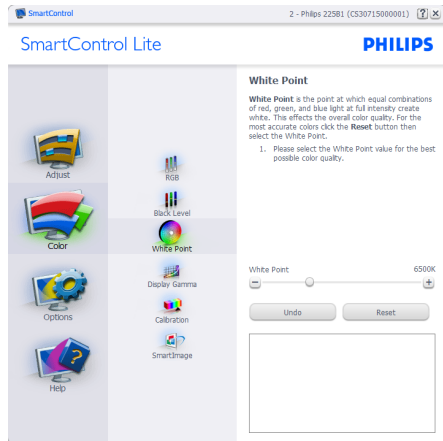 SmartControl
2 - Philips 225B1 (CS30715000001)
SmartControl Lite
PHILIPS
Adjust
Color
Options
Help
RGB
Black Level
White Point
Display Gamma
Calibration
SmartImage
White Point
White Point is the point at which equal combinations
of red, green, and blue light at full intensity create
white. This effects the overall color quality. For the
most accurate colors click the Reset button then
select the White Point.
1. Please select the White Point value for the best
possible color quality.
White Point 6500K
Undo Reset